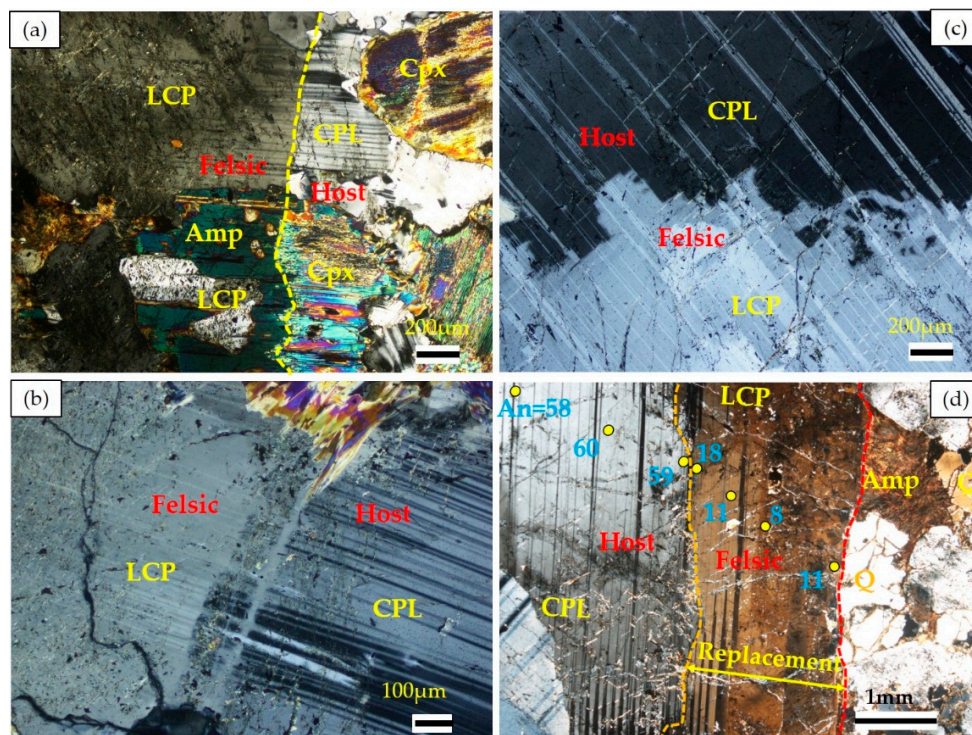 (a)
LCP
Cpx
CPL
Felsic
Host
Amp
Cpx
LCP
200μm
(c)
CPL
Host
Felsic
LCP
200μm
(b)
Felsic
Host
LCP
CPL
100μm
(d)
LCP
An=58
60
59
18
Amp
11
8
Host
Felsic
11
Q
CPL
Replacement
1mm